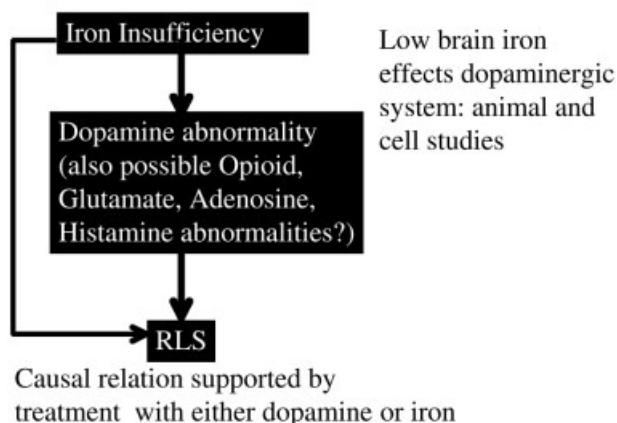 Iron Insufficiency
Low brain iron
effects dopaminergic
system: animal and
cell studies
Dopamine abnormality
(also possible Opioid,
Glutamate, Adenosine,
Histamine abnormalities?)
RLS
Causal relation supported by
treatment with either dopamine or iron